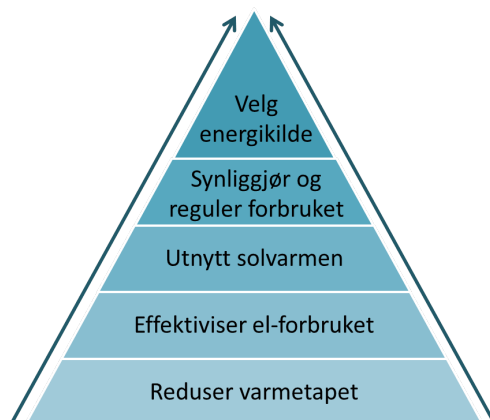 Velg
energikilde
Synliggjør og
reguler forbruket
Utnytt solvarmen
Effektiviser el-forbruket
Reduser varmetapet